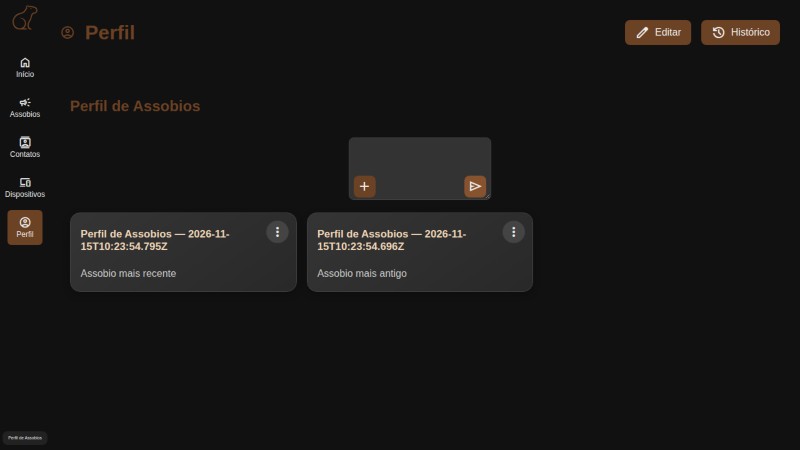 Perfil
Editar
Histórico
Início
Assobios
Contatos
Dispositivos
Perfil
Perfil de Assobios
Perfil de Assobios — 2026-11-
15T10:23:54.795Z
Assobio mais recente
Perfil de Assobios — 2026-11-
15T10:23:54.696Z
Assobio mais antigo
Perfil de Assobios